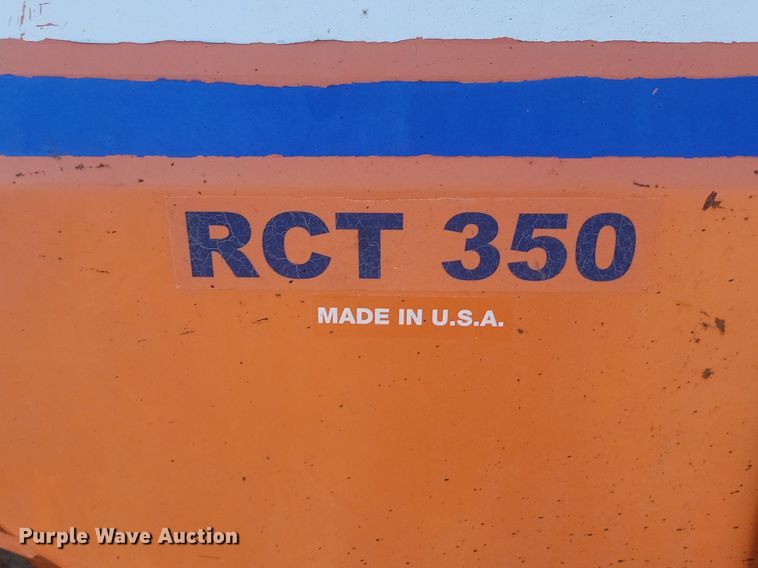 RCT 350
MADE IN U.S.A.
Purple Wave Auction